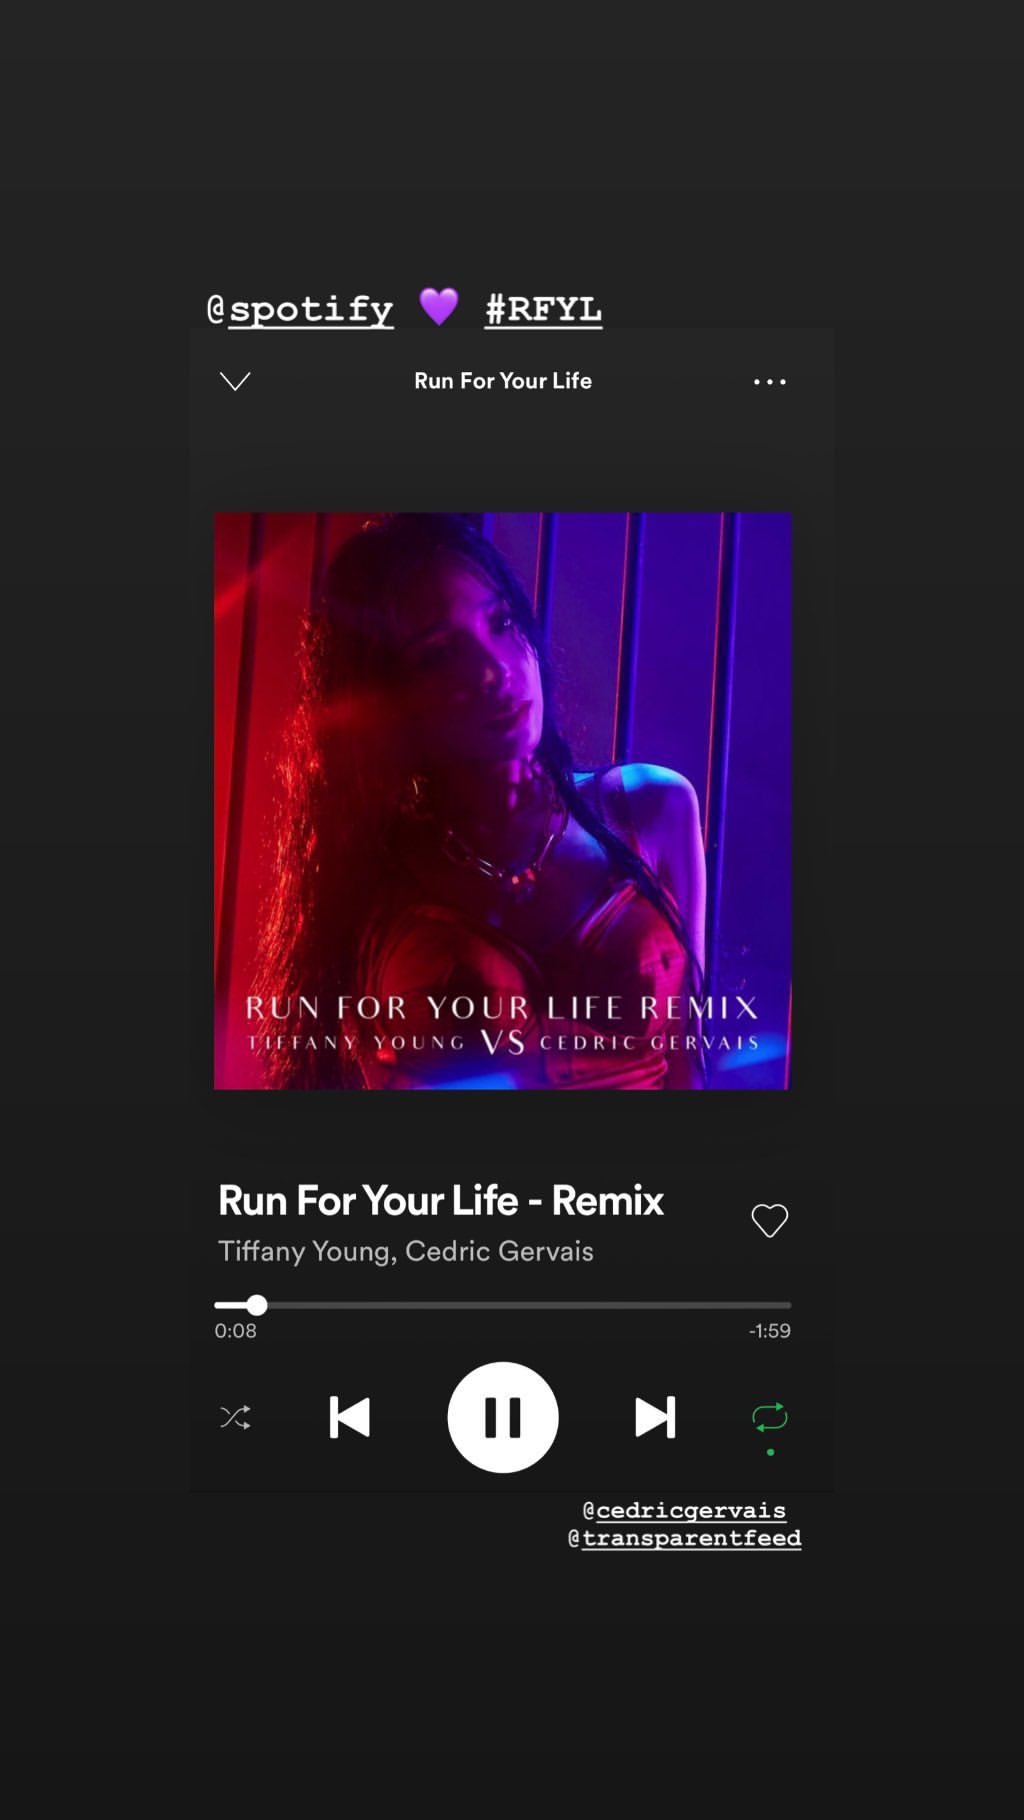 @spotify 💜 #RFYL
Run For Your Life
RUN FOR YOUR LIFE REMIX
TIFFANY YOUNG VS CEDRIC GERVAIS
Run For Your Life - Remix
Tiffany Young, Cedric Gervais
0:08 -1:59
@cedricgervais
@transparentfeed